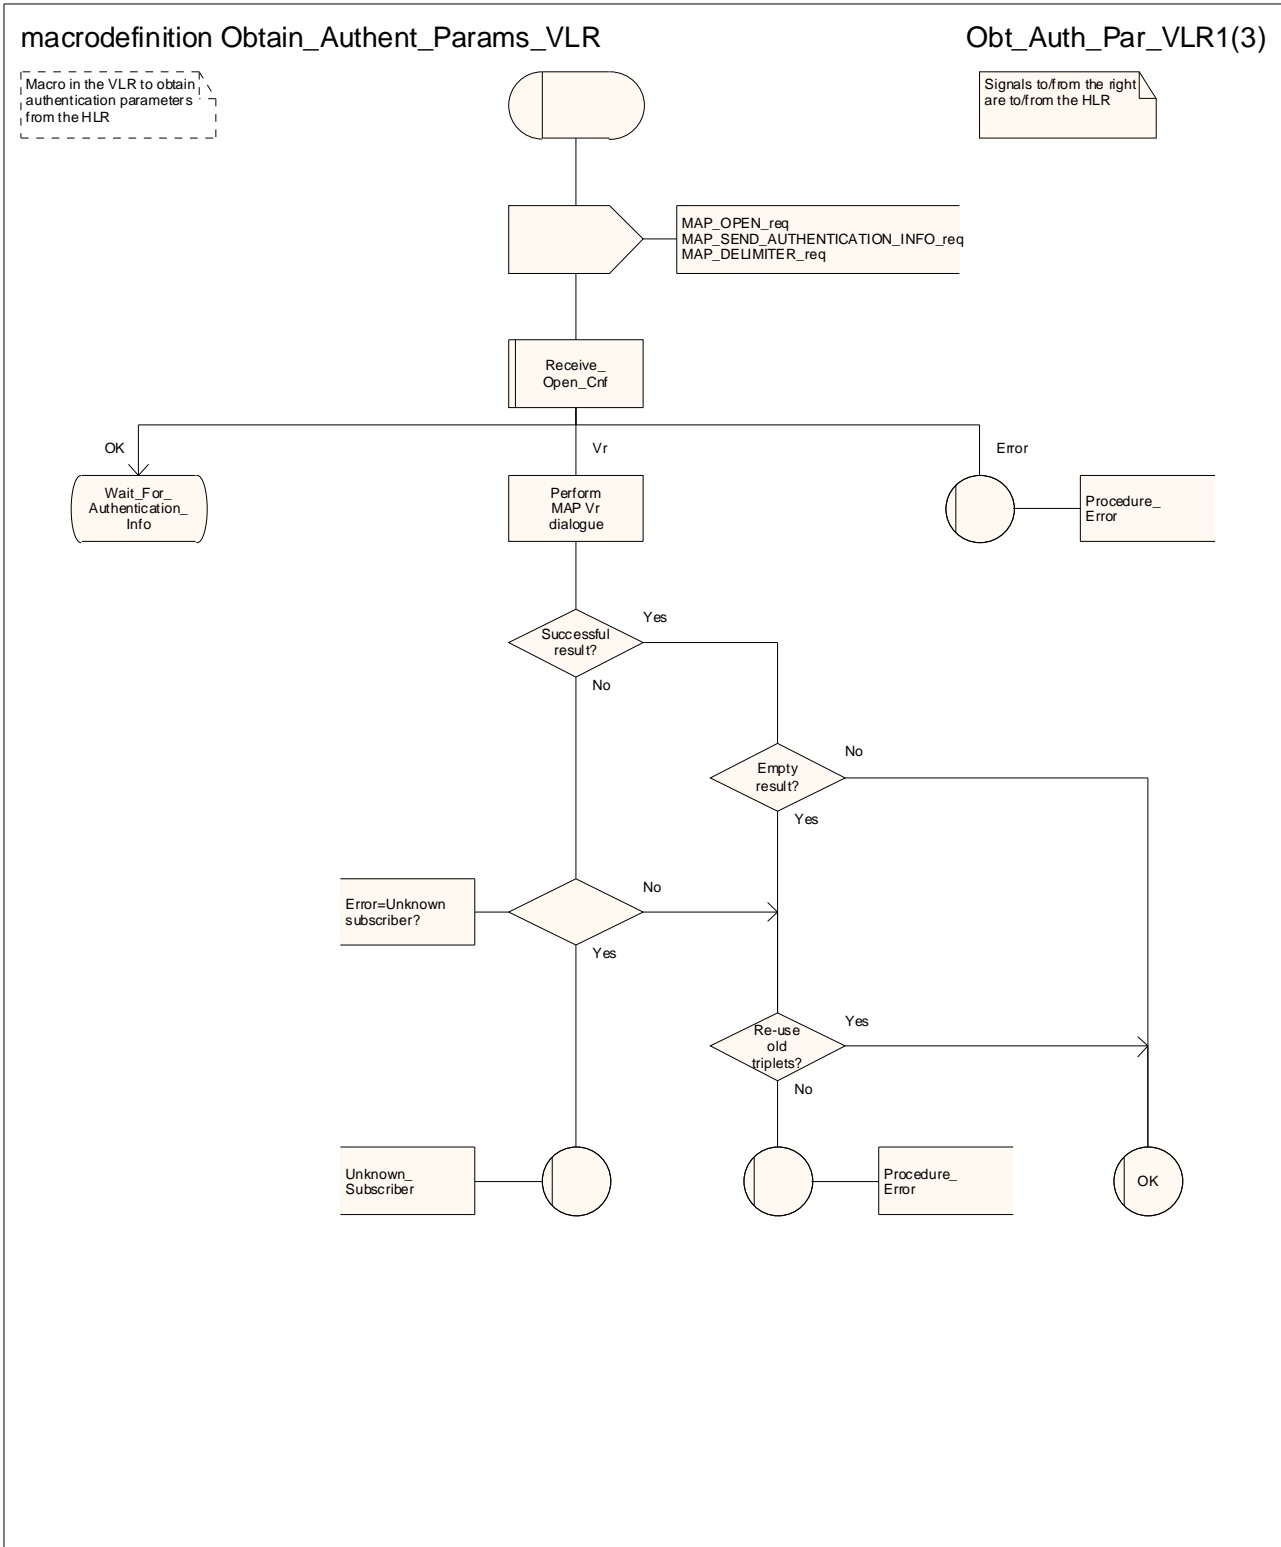 macrodefinition Obtain_Authent_Params_VLR
Obt_Auth_Par_VLR1(3)
Macro in the VLR to obtain
authentication parameters
from the HLR
Signals to/from the right
are to/from the HLR
MAP_OPEN_req
MAP_SEND_AUTHENTICATION_INFO_req
MAP_DELIMITER_req
Receive_
Open_Cnf
OK
Vr
Error
Wait_For_
Authentication_
Info
Perform
MAP Vr
dialogue
Procedure_
Error
Successful
result?
Yes
No
Empty
result?
No
Yes
Error=Unknown
subscriber?
No
Yes
Re-use
old
triplets?
Yes
No
Unknown_
Subscriber
Procedure_
Error
OK